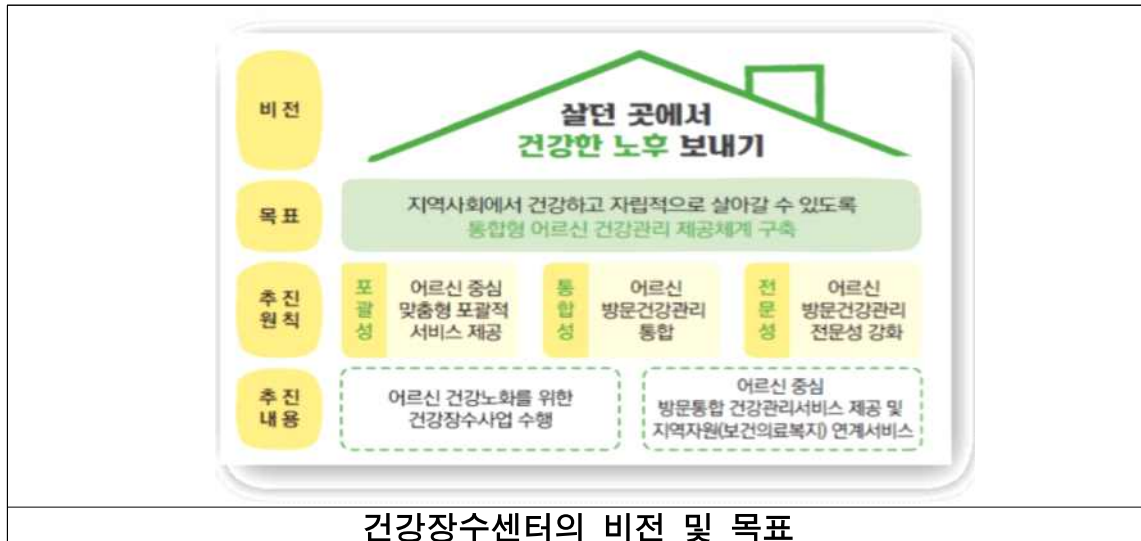 비전
살던 곳에서
건강한 노후 보내기
목표
지역사회에서 건강하고 자립적으로 살아갈 수 있도록
통합형 어르신 건강관리 제공체계 구축
추진
원칙
포괄성
어르신 중심
맞춤형 포괄적
서비스 제공
통합성
어르신
방문건강관리
통합
전문성
어르신
방문건강관리
전문성 강화
추진
내용
어르신 건강노화를 위한
건강장수사업 수행
어르신 중심
방문통합 건강관리서비스 제공 및
지역자원(보건의료복지) 연계서비스
건강장수센터의 비전 및 목표